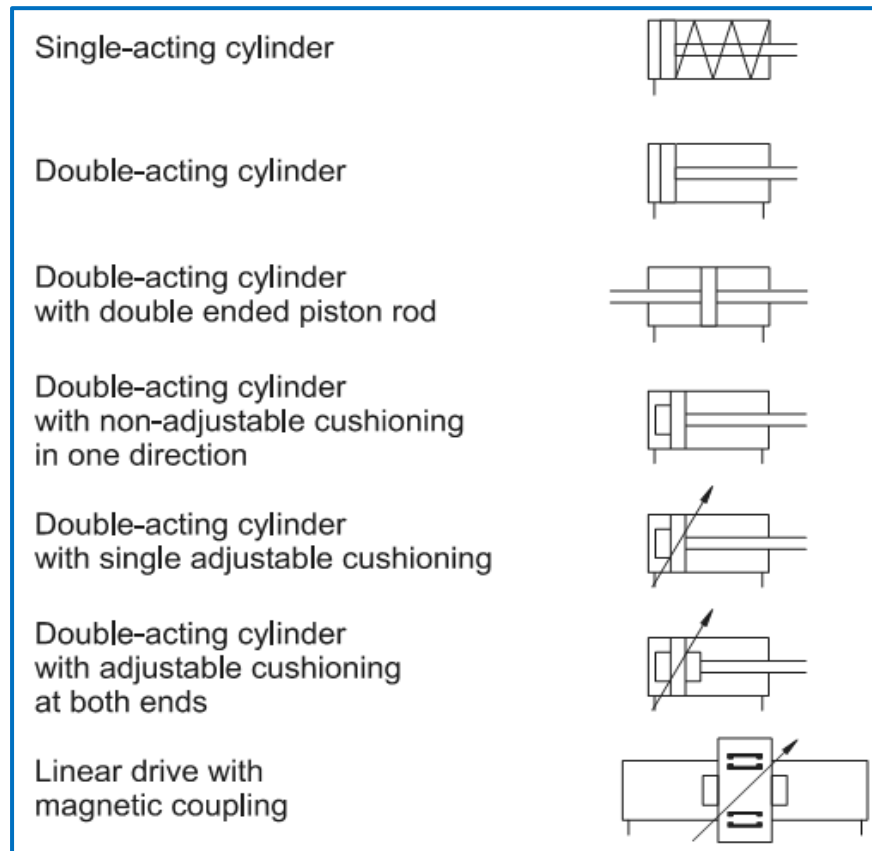 Single-acting cylinder
Double-acting cylinder
Double-acting cylinder
with double ended piston rod
Double-acting cylinder
with non-adjustable cushioning
in one direction
Double-acting cylinder
with single adjustable cushioning
Double-acting cylinder
with adjustable cushioning
at both ends
Linear drive with
magnetic coupling